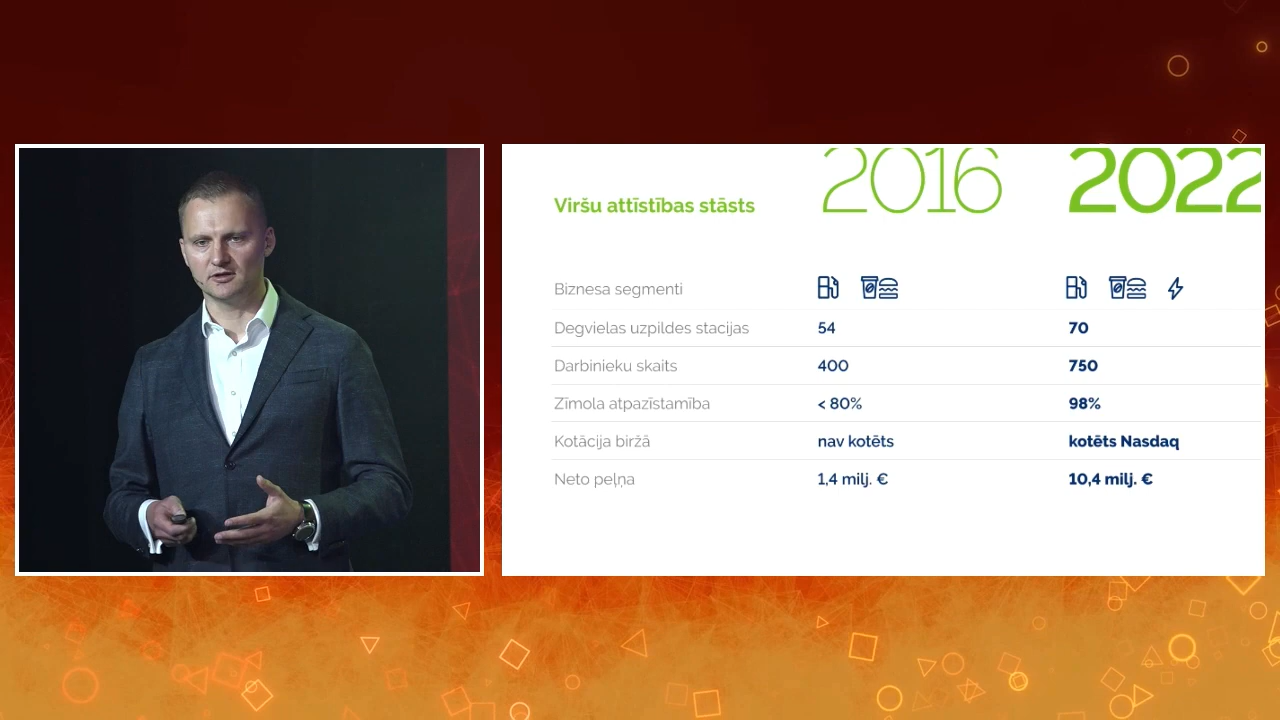 2016 2022
Viršu attīstības stāsts
Biznesa segmenti
Degvielas uzpildes stacijas 54 70
Darbinieku skaits 400 750
Zīmola atpazīstamība < 80% 98%
Kotācija biržā nav kotēts kotēts Nasdaq
Neto peļņa 1,4 milj. € 10,4 milj. €